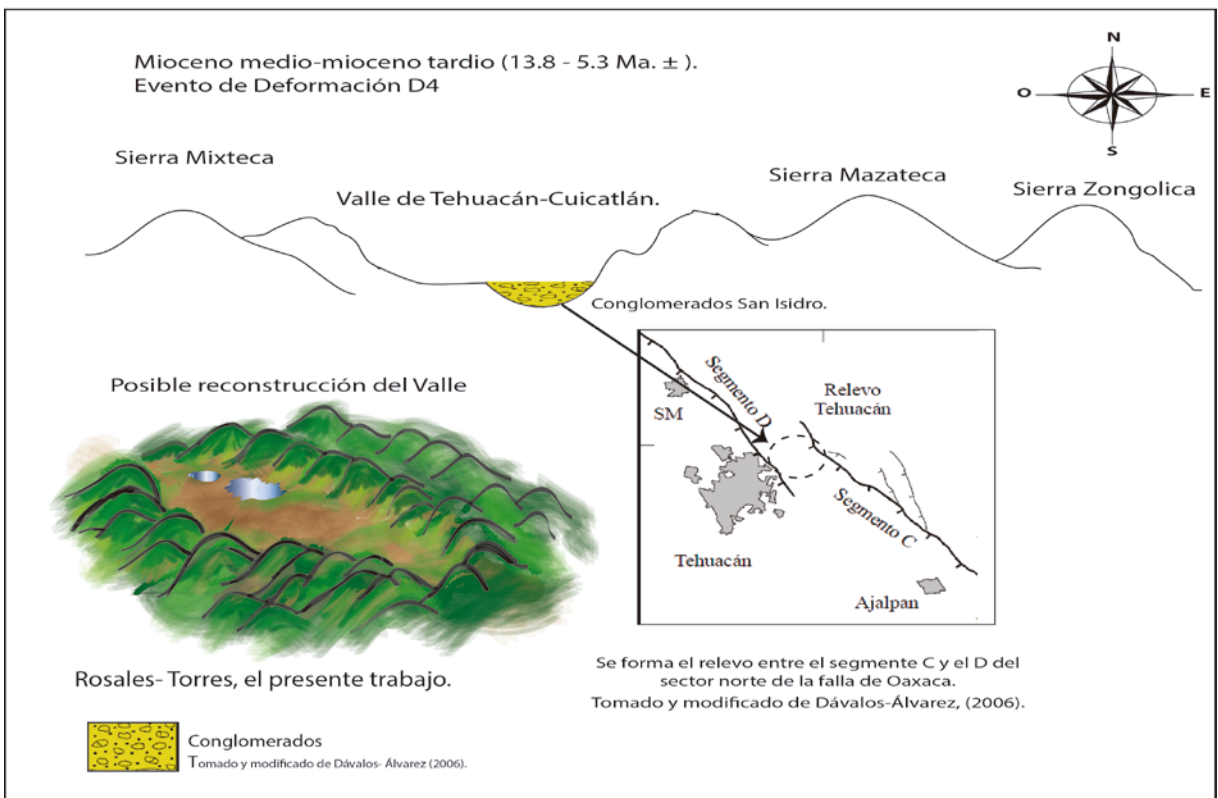 Mioceno medio-mioceno tardio (13.8 - 5.3 Ma. ± ).
Evento de Deformación D4
N
O
E
S
Sierra Mixteca
Valle de Tehuacán-Cuicatlán.
Sierra Mazateca
Sierra Zongolica
Conglomerados San Isidro.
Posible reconstrucción del Valle
Segmento D
SM
Relevo
Tehuacán
Segmento C
Tehuacán
Ajalpan
Rosales- Torres, el presente trabajo.
Se forma el relevo entre el segmente C y el D del
sector norte de la falla de Oaxaca.
Tomado y modificado de Dávalos-Álvarez, (2006).
Conglomerados
Tomado y modificado de Dávalos- Álvarez (2006).